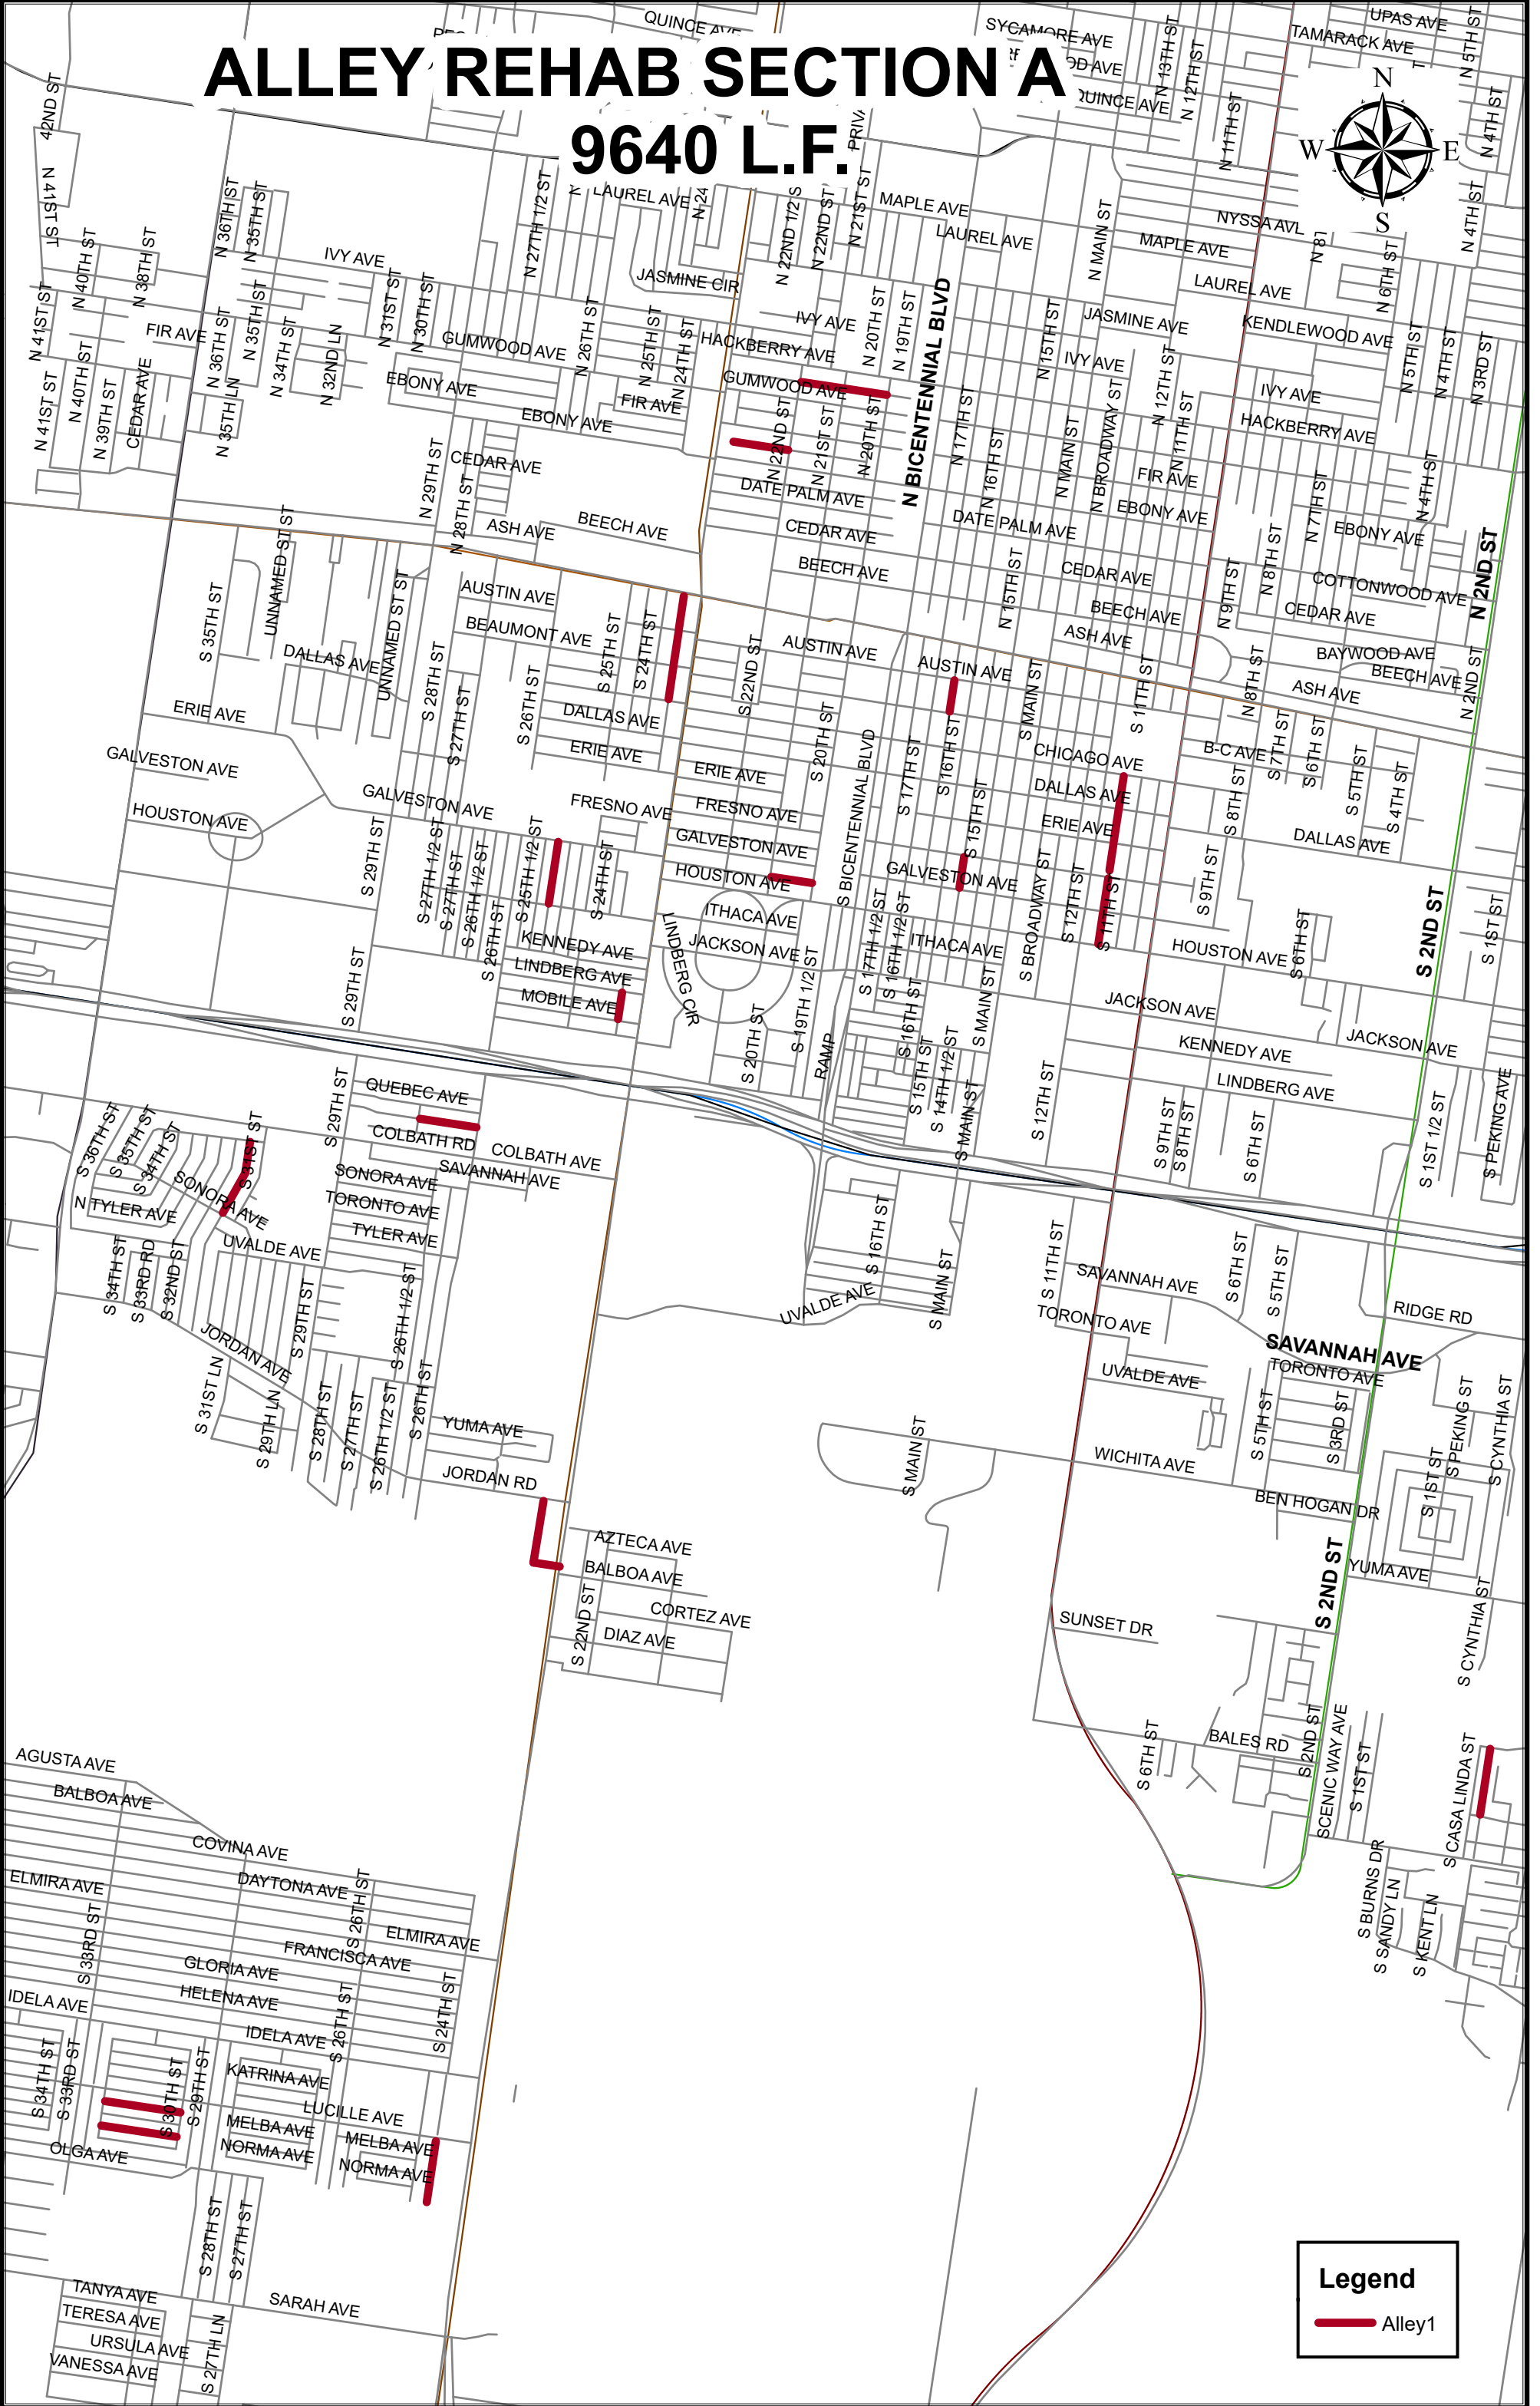 QUINCE AVE
SYCAMORE AVE
UPAS AVE
TAMARACK AVE
N 5TH ST
N 13TH ST
N 12TH ST
ALLEY REHAB SECTION A
9640 L.F.
QUINCE AVE
N 11TH ST
N 4TH ST
N
W
E
S
42ND ST
N 41ST ST
N 40TH ST
N 38TH ST
N 36TH ST
N 35TH ST
IVY AVE
N 27TH 1/2 ST
LAUREL AVE
N 24
N 22ND 1/2 S
N 22ND ST
N 21ST ST
MAPLE AVE
LAUREL AVE
N MAIN ST
NYSSA AVL
MAPLE AVE
LAUREL AVE
N 4TH ST
N 6TH ST
JASMINE CIR
N 41ST ST
FIR AVE
N 36TH ST
N 35TH ST
N 34TH ST
N 32ND LN
N 31ST ST
N 30TH ST
GUMWOOD AVE
N 26TH ST
N 25TH ST
N 24TH ST
IVY AVE
HACKBERRY AVE
N 20TH ST
N 19TH ST
N BICENTENNIAL BLVD
N 15TH ST
JASMINE AVE
IVY AVE
KENDLEWOOD AVE
N 5TH ST
N 4TH ST
N 3RD ST
N 41ST ST
N 40TH ST
N 39TH ST
CEDAR AVE
N 35TH LN
EBONY AVE
EBONY AVE
FIR AVE
GUMWOOD AVE
N 22ND ST
N 21ST ST
N 20TH ST
N 17TH ST
N 16TH ST
N MAIN ST
N BROADWAY ST
N 12TH ST
N 11TH ST
IVY AVE
HACKBERRY AVE
FIR AVE
EBONY AVE
N 7TH ST
N 4TH ST
EBONY AVE
N 29TH ST
CEDAR AVE
N 28TH ST
ASH AVE
BEECH AVE
DATE PALM AVE
CEDAR AVE
BEECH AVE
DATE PALM AVE
CEDAR AVE
BEECH AVE
ASH AVE
N 15TH ST
N 9TH ST
N 8TH ST
COTTONWOOD AVE
CEDAR AVE
BAYWOOD AVE
BEECH AVE
ASH AVE
N 2ND ST
N 2ND ST
N 8TH ST
UNNAMED ST ST
S 35TH ST
DALLAS AVE
UNNAMED ST ST
AUSTIN AVE
BEAUMONT AVE
S 28TH ST
S 27TH ST
S 26TH ST
S 25TH ST
S 24TH ST
DALLAS AVE
ERIE AVE
AUSTIN AVE
S 22ND ST
S 20TH ST
AUSTIN AVE
S MAIN ST
S 11TH ST
CHICAGO AVE
DALLAS AVE
ERIE AVE
B-C AVE
S 7TH ST
S 6TH ST
S 5TH ST
S 4TH ST
DALLAS AVE
S 8TH ST
ERIE AVE
GALVESTON AVE
HOUSTON AVE
GALVESTON AVE
FRESNO AVE
ERIE AVE
FRESNO AVE
GALVESTON AVE
HOUSTON AVE
ITHACA AVE
JACKSON AVE
S BICENTENNIAL BLVD
S 17TH ST
S 16TH ST
S 15TH ST
GALVESTON AVE
S 29TH ST
S 27TH 1/2 ST
S 27TH ST
S 26TH 1/2 ST
S 26TH ST
S 25TH 1/2 ST
S 24TH ST
KENNEDY AVE
LINDBERG AVE
MOBILE AVE
LINDBERG CIR
S 20TH ST
S 19TH 1/2 ST
RAMP
S 17TH 1/2 ST
S 16TH 1/2 ST
ITHACA AVE
S BROADWAY ST
S 12TH ST
S 11TH ST
S 9TH ST
HOUSTON AVE
S 6TH ST
S 2ND ST
S 1ST ST
S 29TH ST
S 16TH ST
S 15TH ST
S 14TH 1/2 ST
S MAIN ST
S MAIN ST
JACKSON AVE
KENNEDY AVE
LINDBERG AVE
JACKSON AVE
S 12TH ST
S 9TH ST
S 8TH ST
S 6TH ST
S 1ST 1/2 ST
S PEKING AVE
S 36TH ST
S 35TH ST
S 34TH ST
S 31ST ST
SONORA AVE
N TYLER AVE
S 29TH ST
QUEBEC AVE
COLBATH RD
COLBATH AVE
SAVANNAH AVE
SONORA AVE
TORONTO AVE
TYLER AVE
UVALDE AVE
S 34TH ST
S 33RD RD
S 32ND ST
S 29TH ST
S 26TH 1/2 ST
JORDAN AVE
S 31ST LN
S 29TH LN
S 28TH ST
S 27TH ST
S 26TH 1/2 ST
S 26TH ST
YUMA AVE
JORDAN RD
S 16TH ST
UVALDE AVE
S MAIN ST
S 11TH ST
SAVANNAH AVE
TORONTO AVE
UVALDE AVE
S 6TH ST
S 5TH ST
RIDGE RD
SAVANNAH AVE
TORONTO AVE
S 5TH ST
S 3RD ST
S PEKING ST
S CYNTHIA ST
S 1ST ST
S MAIN ST
WICHITA AVE
BEN HOGAN DR
YUMA AVE
S 2ND ST
S CYNTHIA ST
AZTECA AVE
BALBOA AVE
CORTEZ AVE
DIAZ AVE
S 22ND ST
SUNSET DR
BALES RD
S 6TH ST
S 2ND ST
SCENIC WAY AVE
S 1ST ST
S CASA LINDA ST
S BURNS DR
S SANDY LN
S KENT LN
AGUSTA AVE
BALBOA AVE
COVINA AVE
DAYTONA AVE
ELMIRA AVE
S 26TH ST
ELMIRA AVE
FRANCISCA AVE
GLORIA AVE
HELENA AVE
S 33RD ST
IDELA AVE
IDELA AVE
S 26TH ST
S 24TH ST
S 34TH ST
S 33RD ST
S 30TH ST
S 29TH ST
KATRINA AVE
LUCILLE AVE
MELBA AVE
NORMA AVE
MELBA AVE
NORMA AVE
OLGA AVE
S 28TH ST
S 27TH ST
TANYA AVE
TERESA AVE
URSULA AVE
VANESSA AVE
S 27TH LN
SARAH AVE
Legend
Alley1